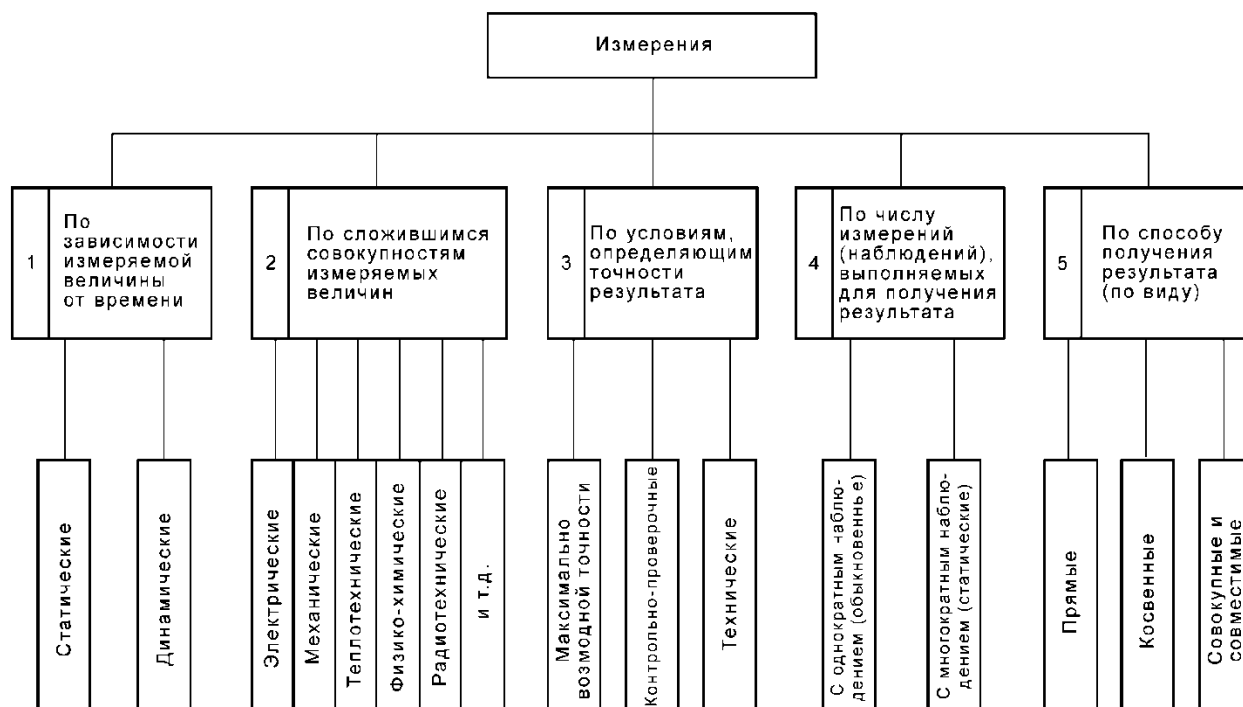 Измерения
1
По
зависимости
измеряемой
величины
от времени
2
По сложившимся
совокупностям
измеряемых
величин
3
По условиям,
определяющим
точности
результата
4
По числу
измерений
(наблюдений),
выполняемых
для получения
результата
5
По способу
получения
результата
(по виду)
Статические
Динамические
Электрические
Механические
Теплотехнические
Физико-химические
Радиотехнические
и т.д.
Максимально
возмодной точности
Контрольно-проверочные
Технические
С однократным наблю-
дением (обыкновеннье)
С многократным наблю-
дением (статические)
Прямые
Косвенные
Совокупные и
совместимые